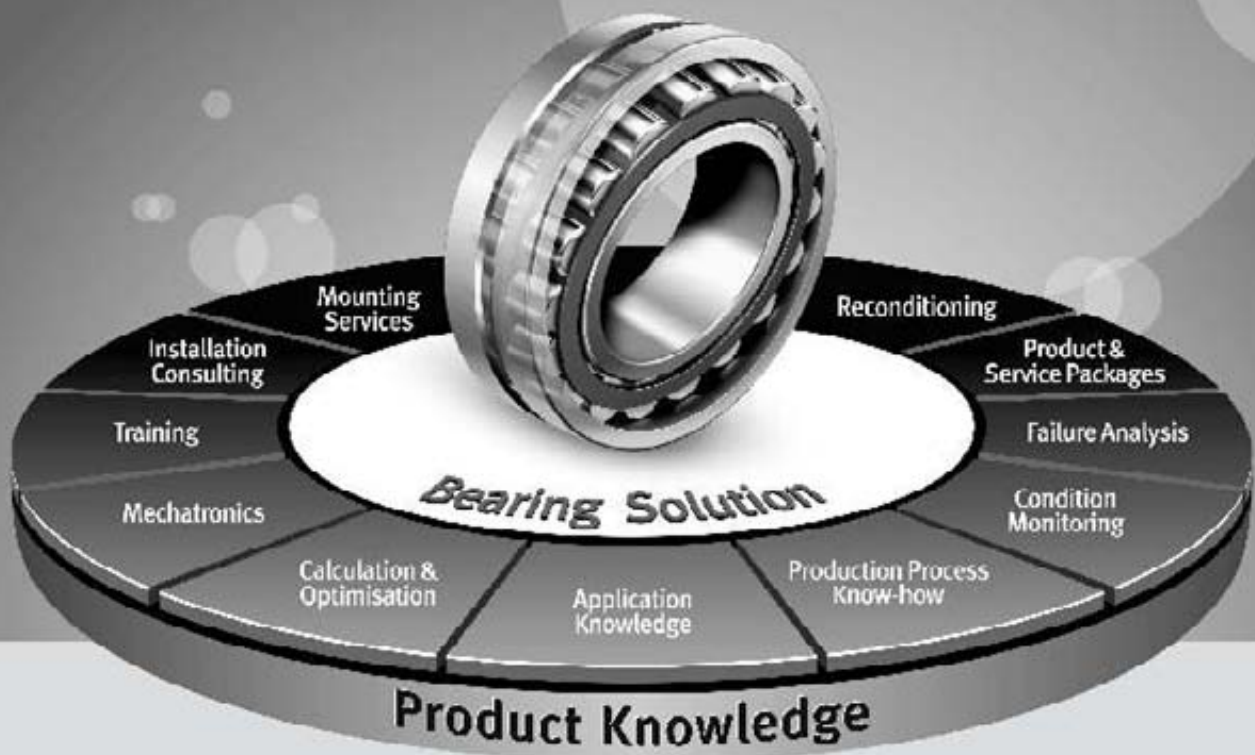 Mounting
Services
Reconditioning
Installation
Consulting
Product &
Service Packages
Training
Failure Analysis
Mechatronics
Condition
Monitoring
Calculation &
Optimisation
Application
Knowledge
Production Process
Know-how
Bearing Solution
Product Knowledge